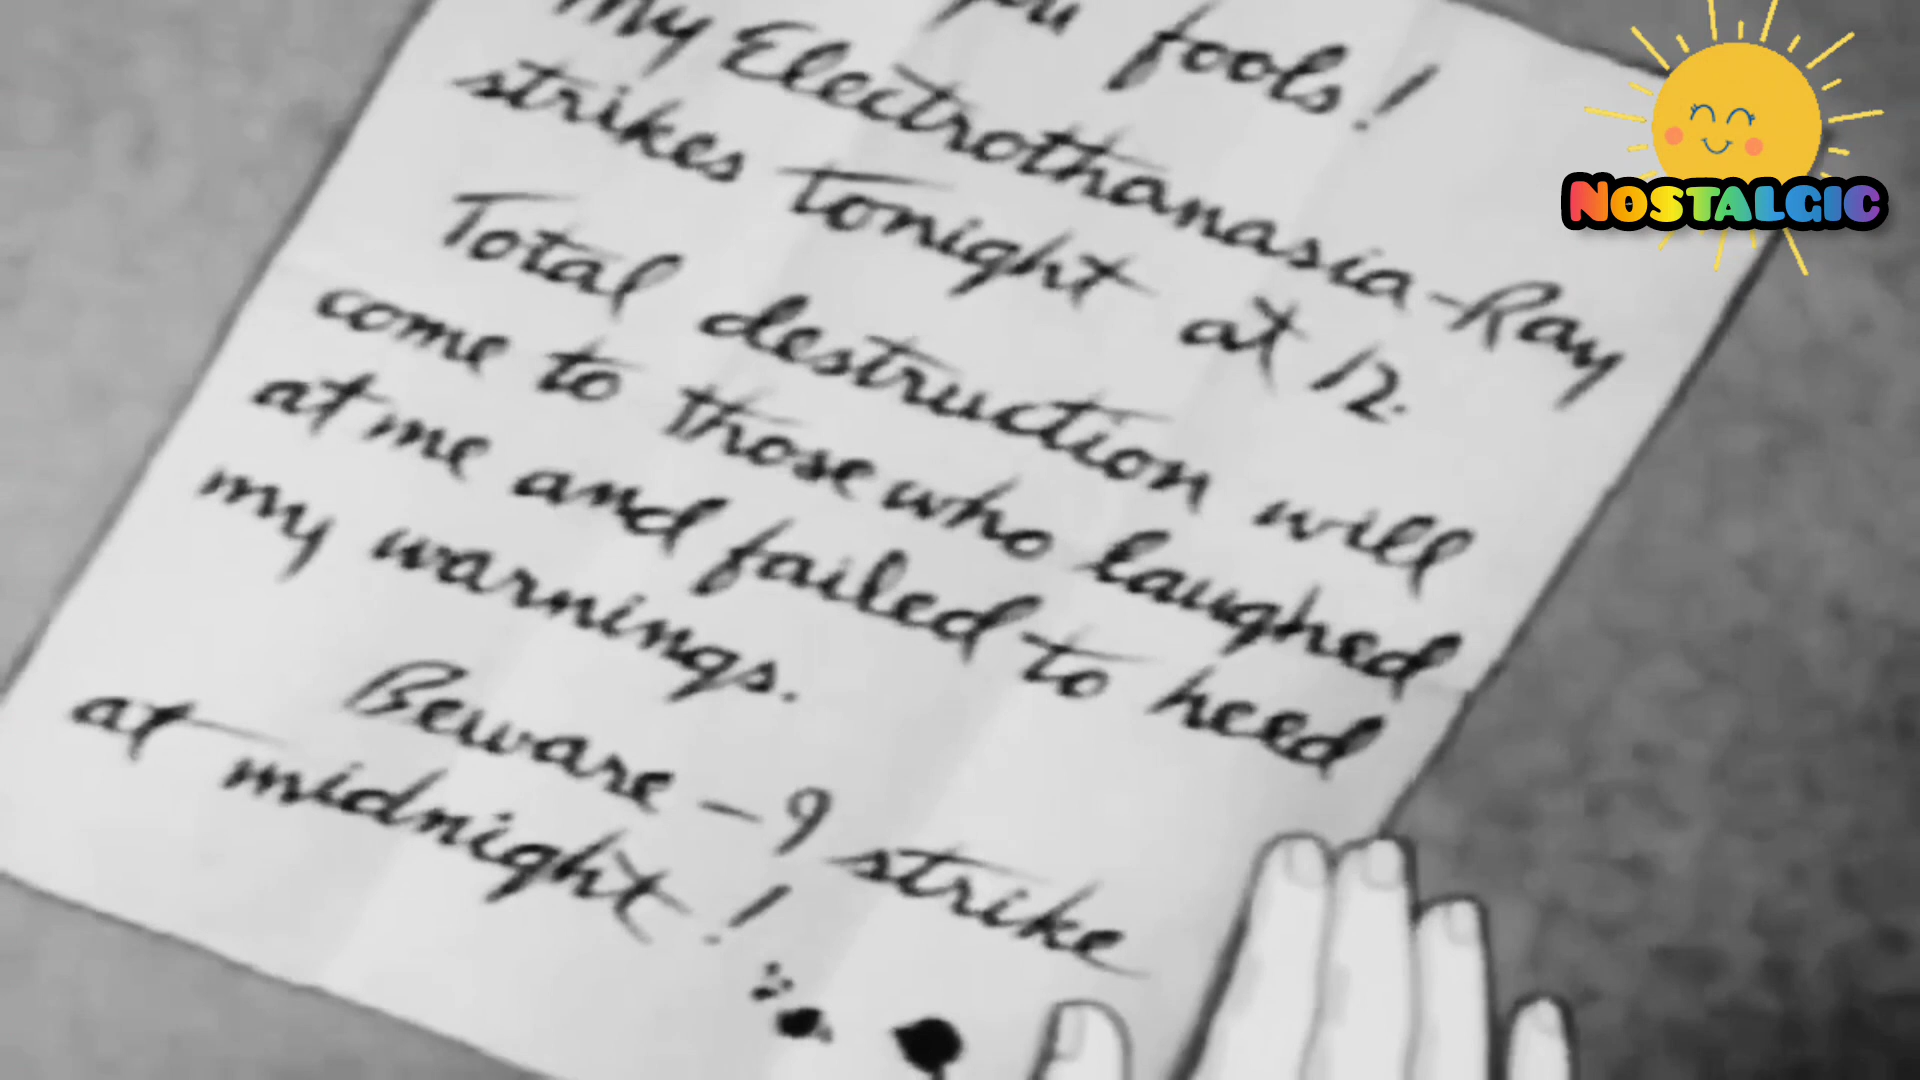 you fools!
My Electrothanasia-Ray
strikes tonight at 12.
Total destruction will
come to those who laughed
at me and failed to heed
my warnings.
Beware – I strike
at midnight!
NOSTALGIC